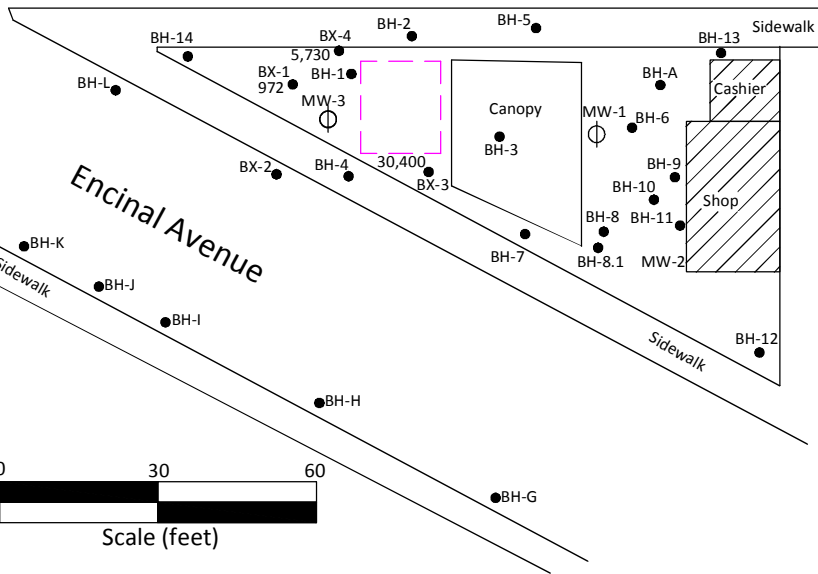 BH-5
BH-2
Sidewalk
BX-4
BH-14
BH-13
5,730
BH-1
BX-1
972
BH-L
BH-A
Cashier
MW-3
Canopy
MW-1
BH-6
BH-3
30,400
BX-2
BH-4
BX-3
BH-9
BH-10
Shop
Encinal Avenue
BH-8
BH-11
BH-7
BH-8.1
MW-2
BH-K
Sidewalk
BH-J
BH-I
Sidewalk
BH-12
BH-H
0 30 60
BH-G
Scale (feet)